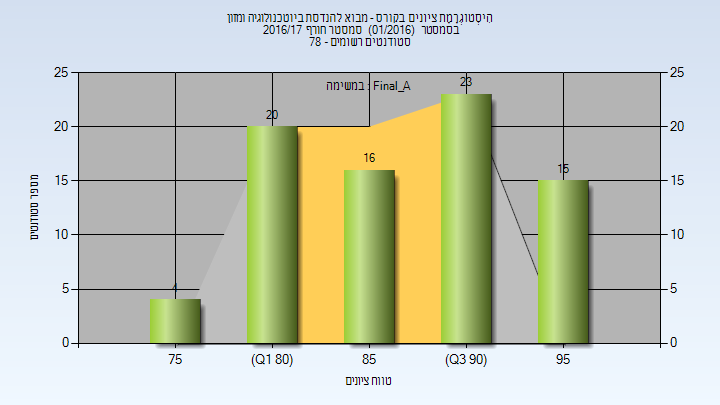 היסטוגרמת ציונים בקורס - מבוא להנדסת ביוטכנולוגיה ומזון
בסמסטר (01/2016) סמסטר חורף 2016/17
סטודנטים רשומים - 78
במשימה : Final_A
25 25
20 20
15 15
10 10
5 5
0 0
4 20 16 23 15
75 (Q1 80) 85 (Q3 90) 95
מספר סטודנטים
טווח ציונים